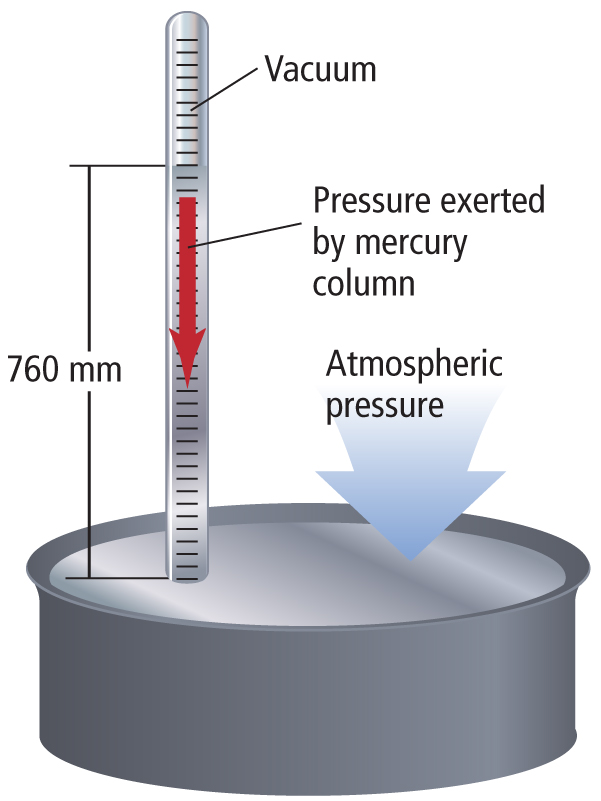 Vacuum
Pressure exerted
by mercury
column
760 mm
Atmospheric
pressure